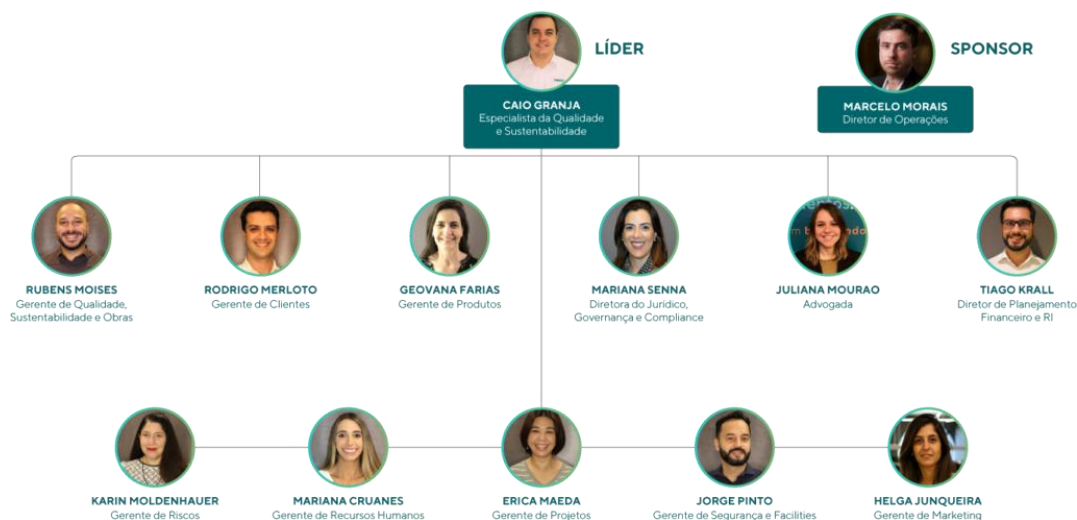 LÍDER
SPONSOR
CAIO GRANJA
Especialista da Qualidade
e Sustentabilidade
MARCELO MORAIS
Diretor de Operações
RUBENS MOISES
Gerente de Qualidade,
Sustentabilidade e Obras
RODRIGO MERLOTO
Gerente de Clientes
GEOVANA FARIAS
Gerente de Produtos
MARIANA SENNA
Diretora do Jurídico,
Governança e Compliance
JULIANA MOURAO
Advogada
TIAGO KRALL
Diretor de Planejamento
Financeiro e RI
KARIN MOLDENHAUER
Gerente de Riscos
MARIANA CRUANES
Gerente de Recursos Humanos
ERICA MAEDA
Gerente de Projetos
JORGE PINTO
Gerente de Segurança e Facilities
HELGA JUNQUEIRA
Gerente de Marketing